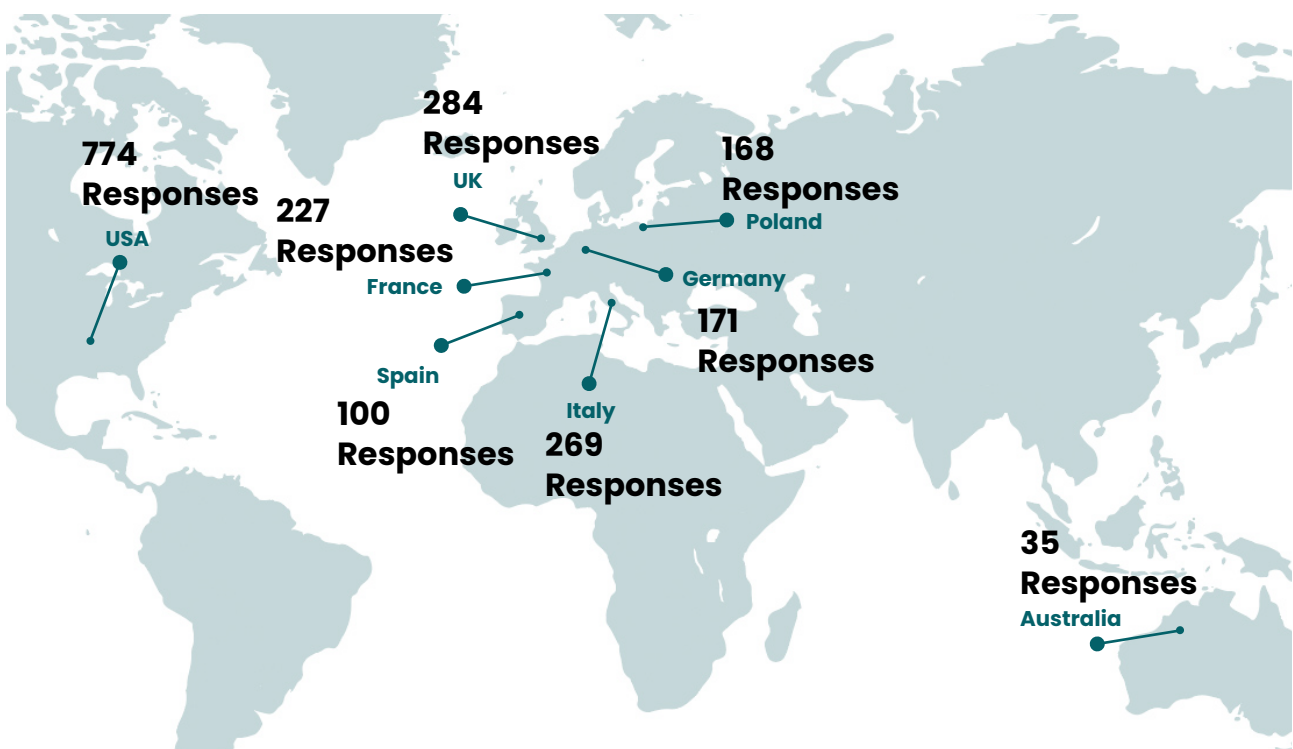 774
Responses
USA
284
Responses
UK
227
Responses
France
168
Responses
Poland
Germany
171
Responses
Spain
100
Responses
Italy
269
Responses
35
Responses
Australia